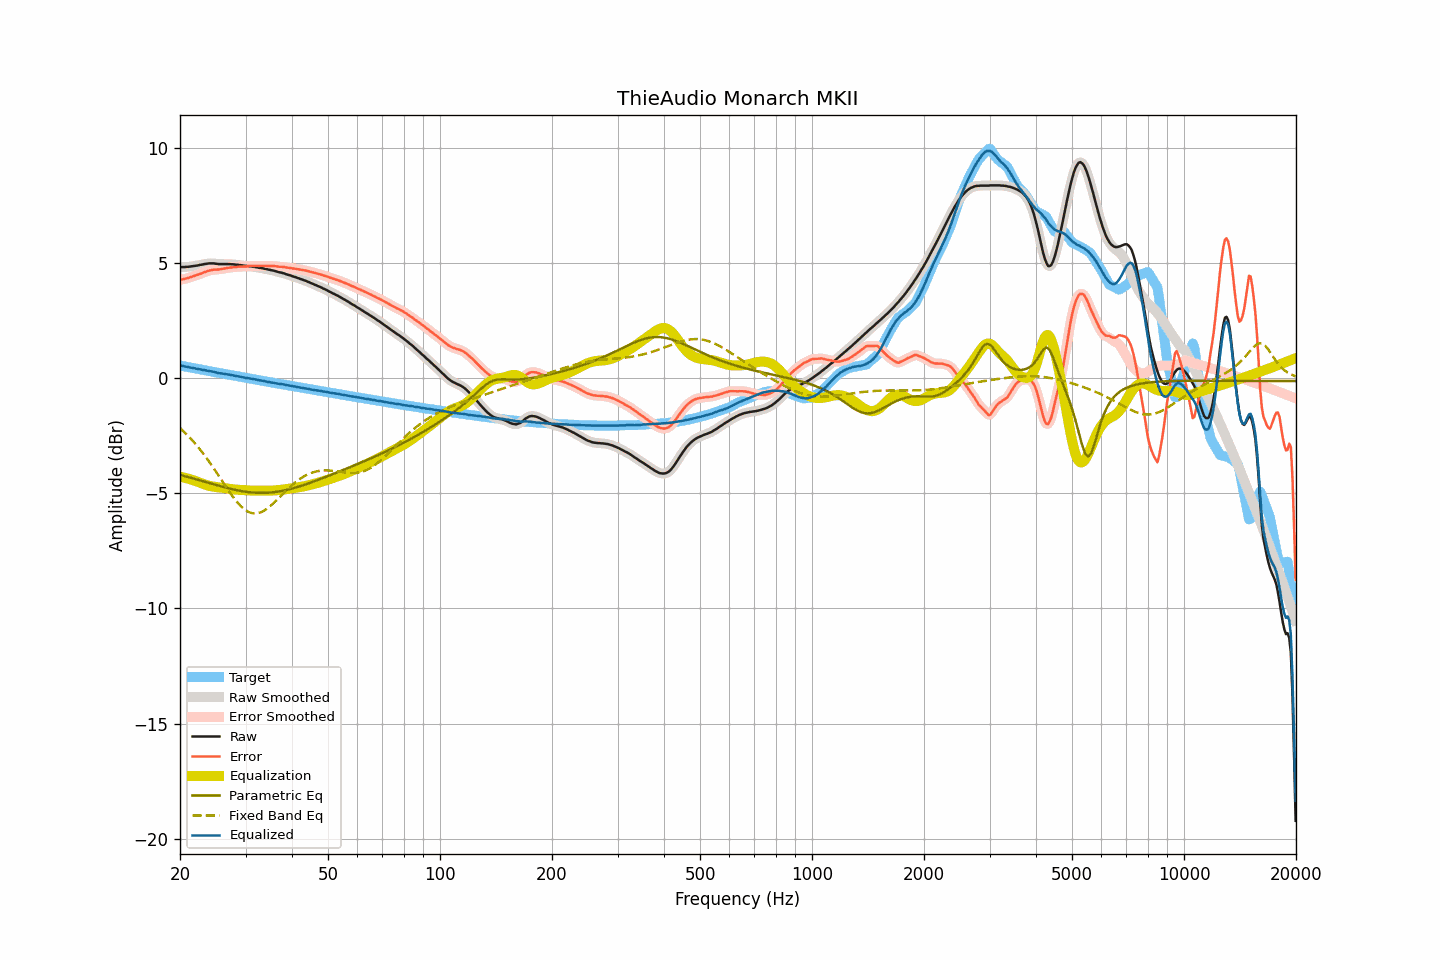 ThieAudio Monarch MKII
Amplitude (dBr)
10
5
0
−5
−10
−15
−20
Target
Raw Smoothed
Error Smoothed
Raw
Error
Equalization
Parametric Eq
Fixed Band Eq
Equalized
20 50 100 200 500 1000 2000 5000 10000 20000
Frequency (Hz)